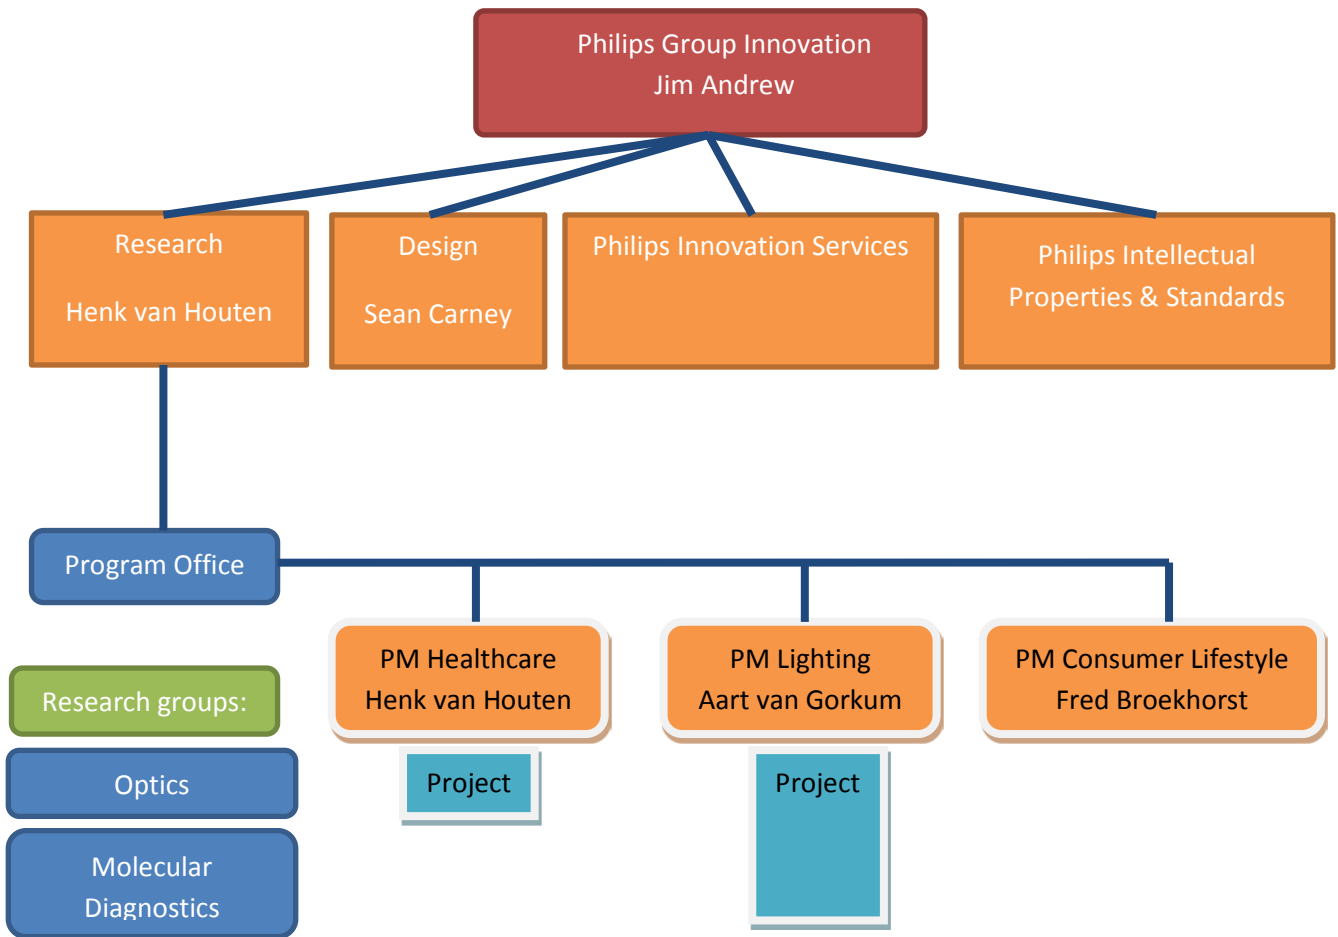 Philips Group Innovation
Jim Andrew
Research
Henk van Houten
Design
Sean Carney
Philips Innovation Services
Philips Intellectual
Properties & Standards
Program Office
PM Healthcare
Henk van Houten
PM Lighting
Aart van Gorkum
PM Consumer Lifestyle
Fred Broekhorst
Research groups:
Project
Project
Optics
Molecular
Diagnostics